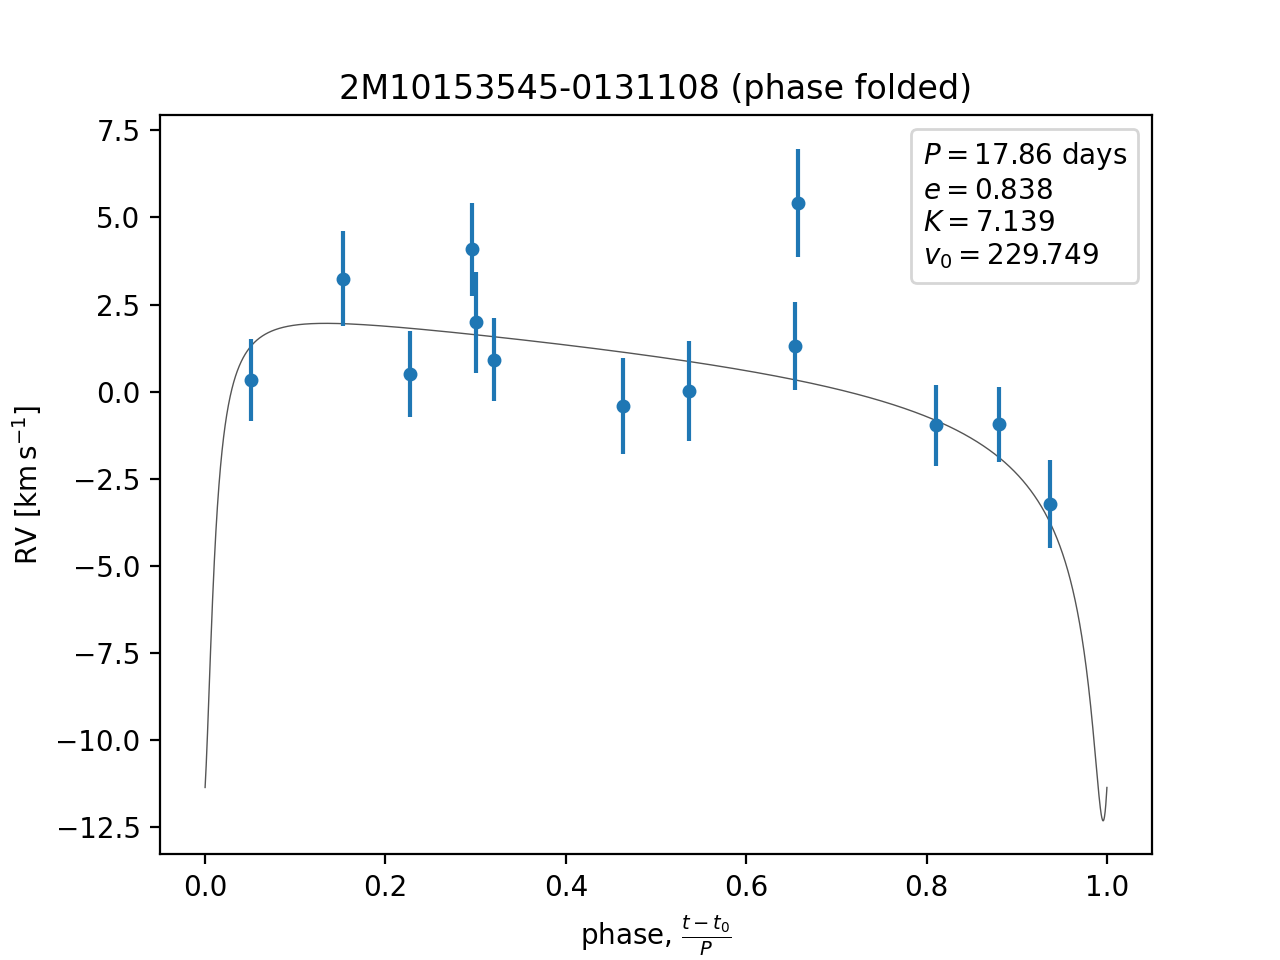 2M10153545-0131108 (phase folded)
P = 17.86 days
e = 0.838
K = 7.139
v₀ = 229.749
RV [km s⁻¹]
7.5
5.0
2.5
0.0
−2.5
−5.0
−7.5
−10.0
−12.5
0.0 0.2 0.4 0.6 0.8 1.0
phase, (t − t₀)/P